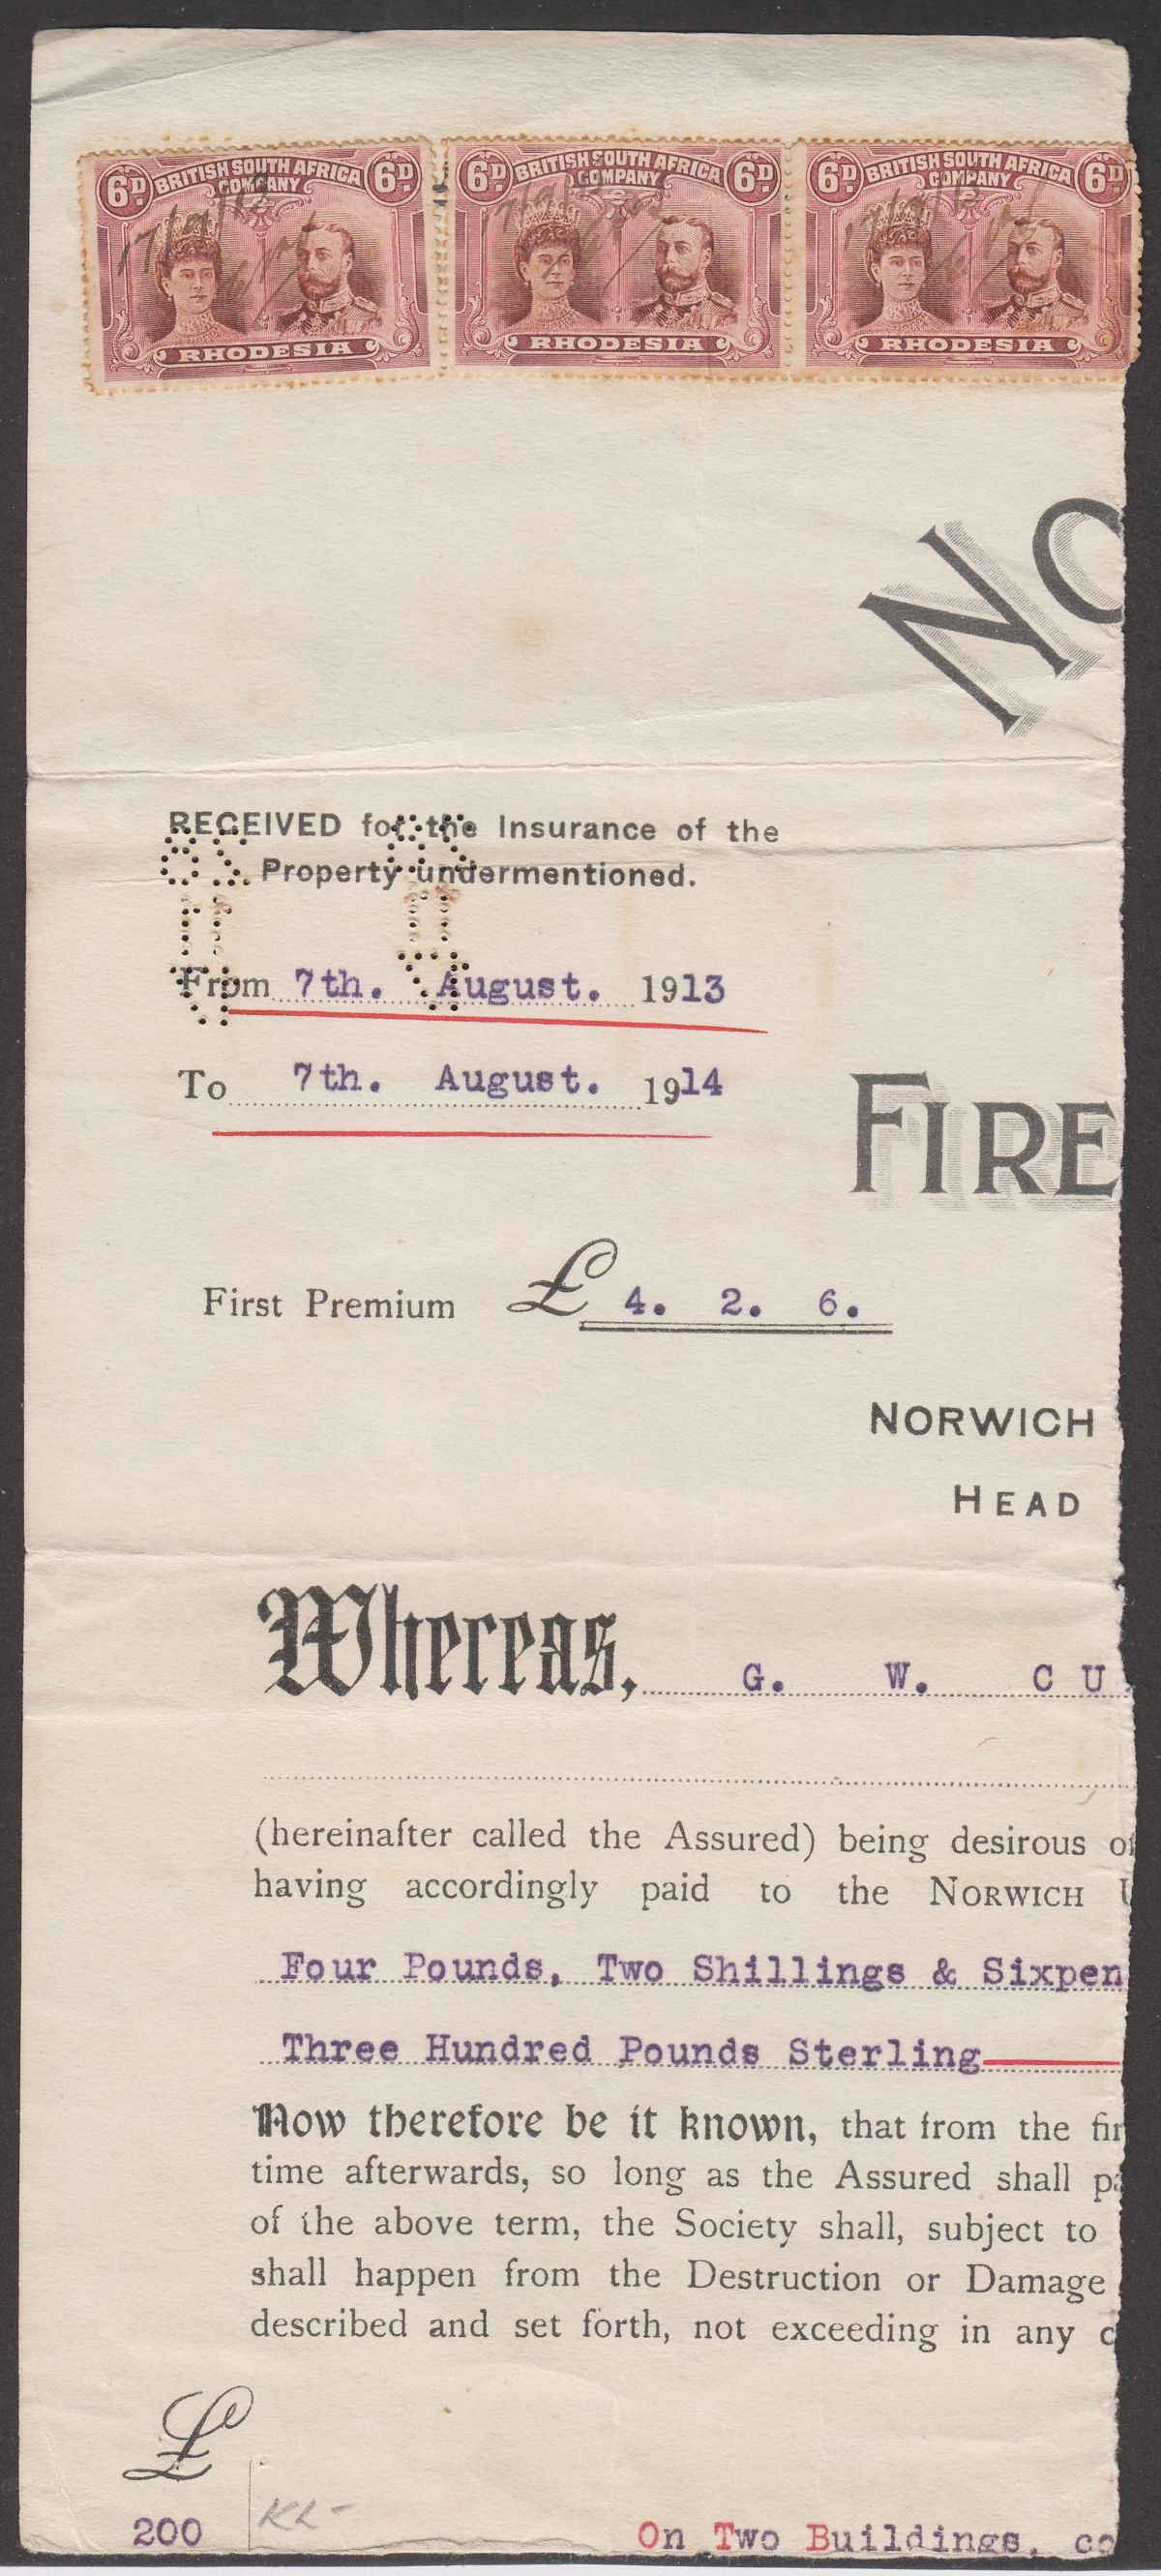 6D BRITISH SOUTH AFRICA COMPANY 6D
RHODESIA
6D BRITISH SOUTH AFRICA COMPANY 6D
RHODESIA
6D BRITISH SOUTH AFRICA COMPANY 6D
RHODESIA
No
RECEIVED for the Insurance of the
Property undermentioned.
From 7th. August. 1913
To 7th. August. 1914
FIRE
First Premium £ 4. 2. 6.
NORWICH
HEAD
Whereas, G. W. CU
(hereinafter called the Assured) being desirous of
having accordingly paid to the NORWICH U
Four Pounds, Two Shillings & Sixpen
Three Hundred Pounds Sterling
Now therefore be it known, that from the fir
time afterwards, so long as the Assured shall pa
of the above term, the Society shall, subject to
shall happen from the Destruction or Damage
described and set forth, not exceeding in any c
£
200 On Two Buildings, co